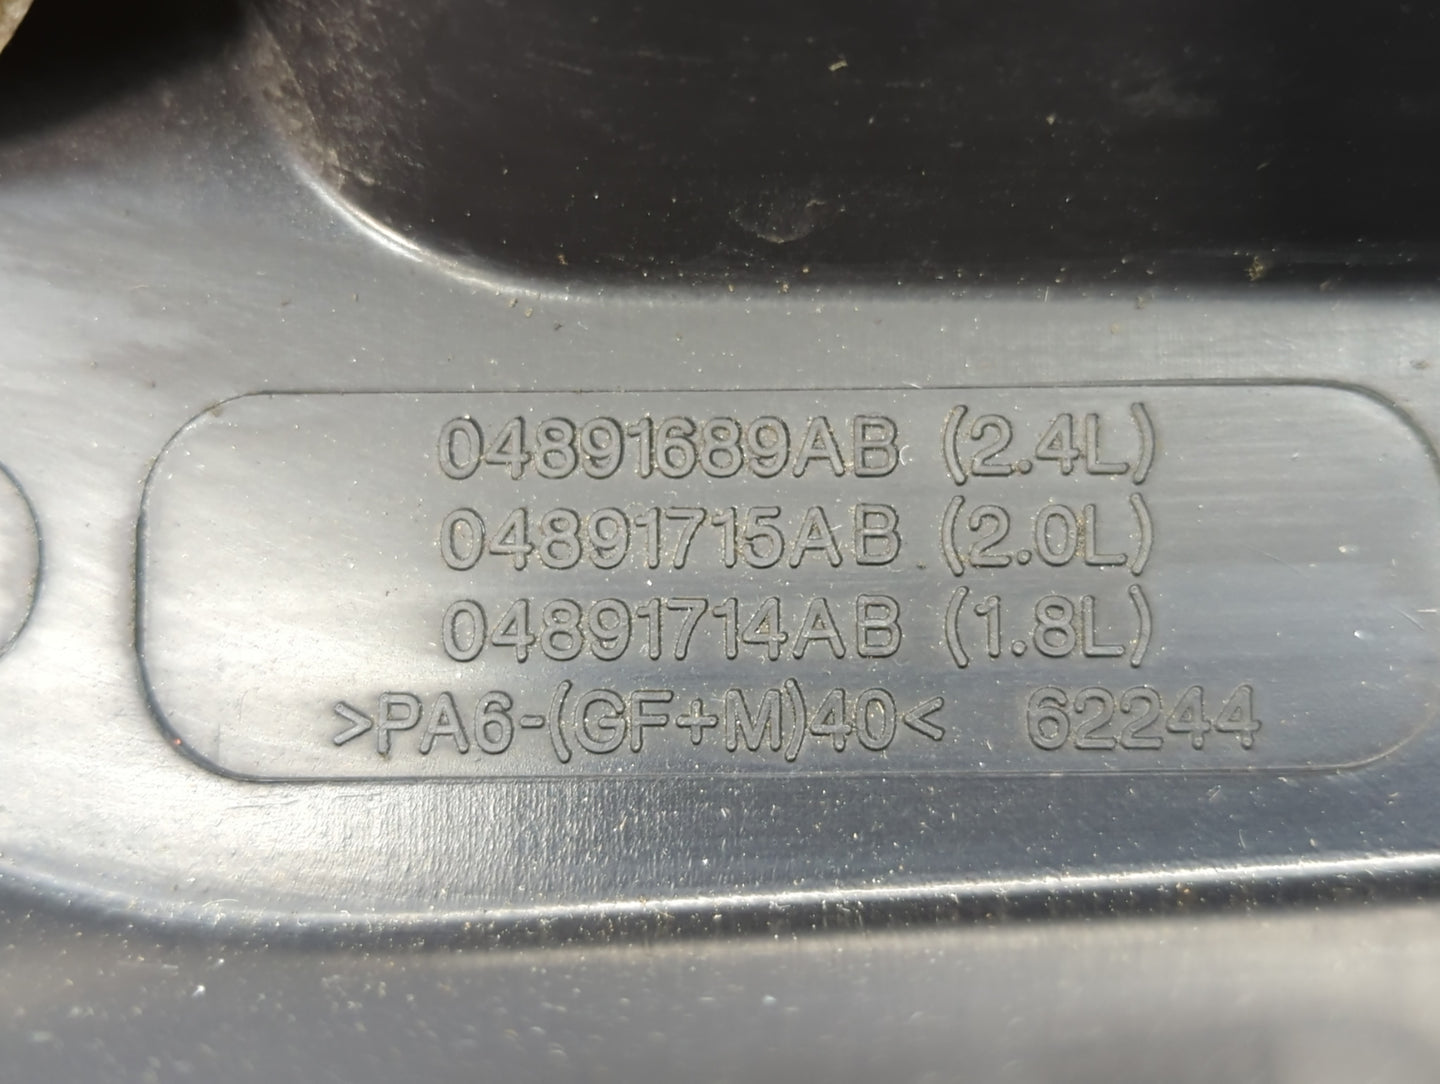 04891689AB (2.4L)
04891715AB (2.0L)
04891714AB (1.8L)
>PA6-(GF+M)40< 62244